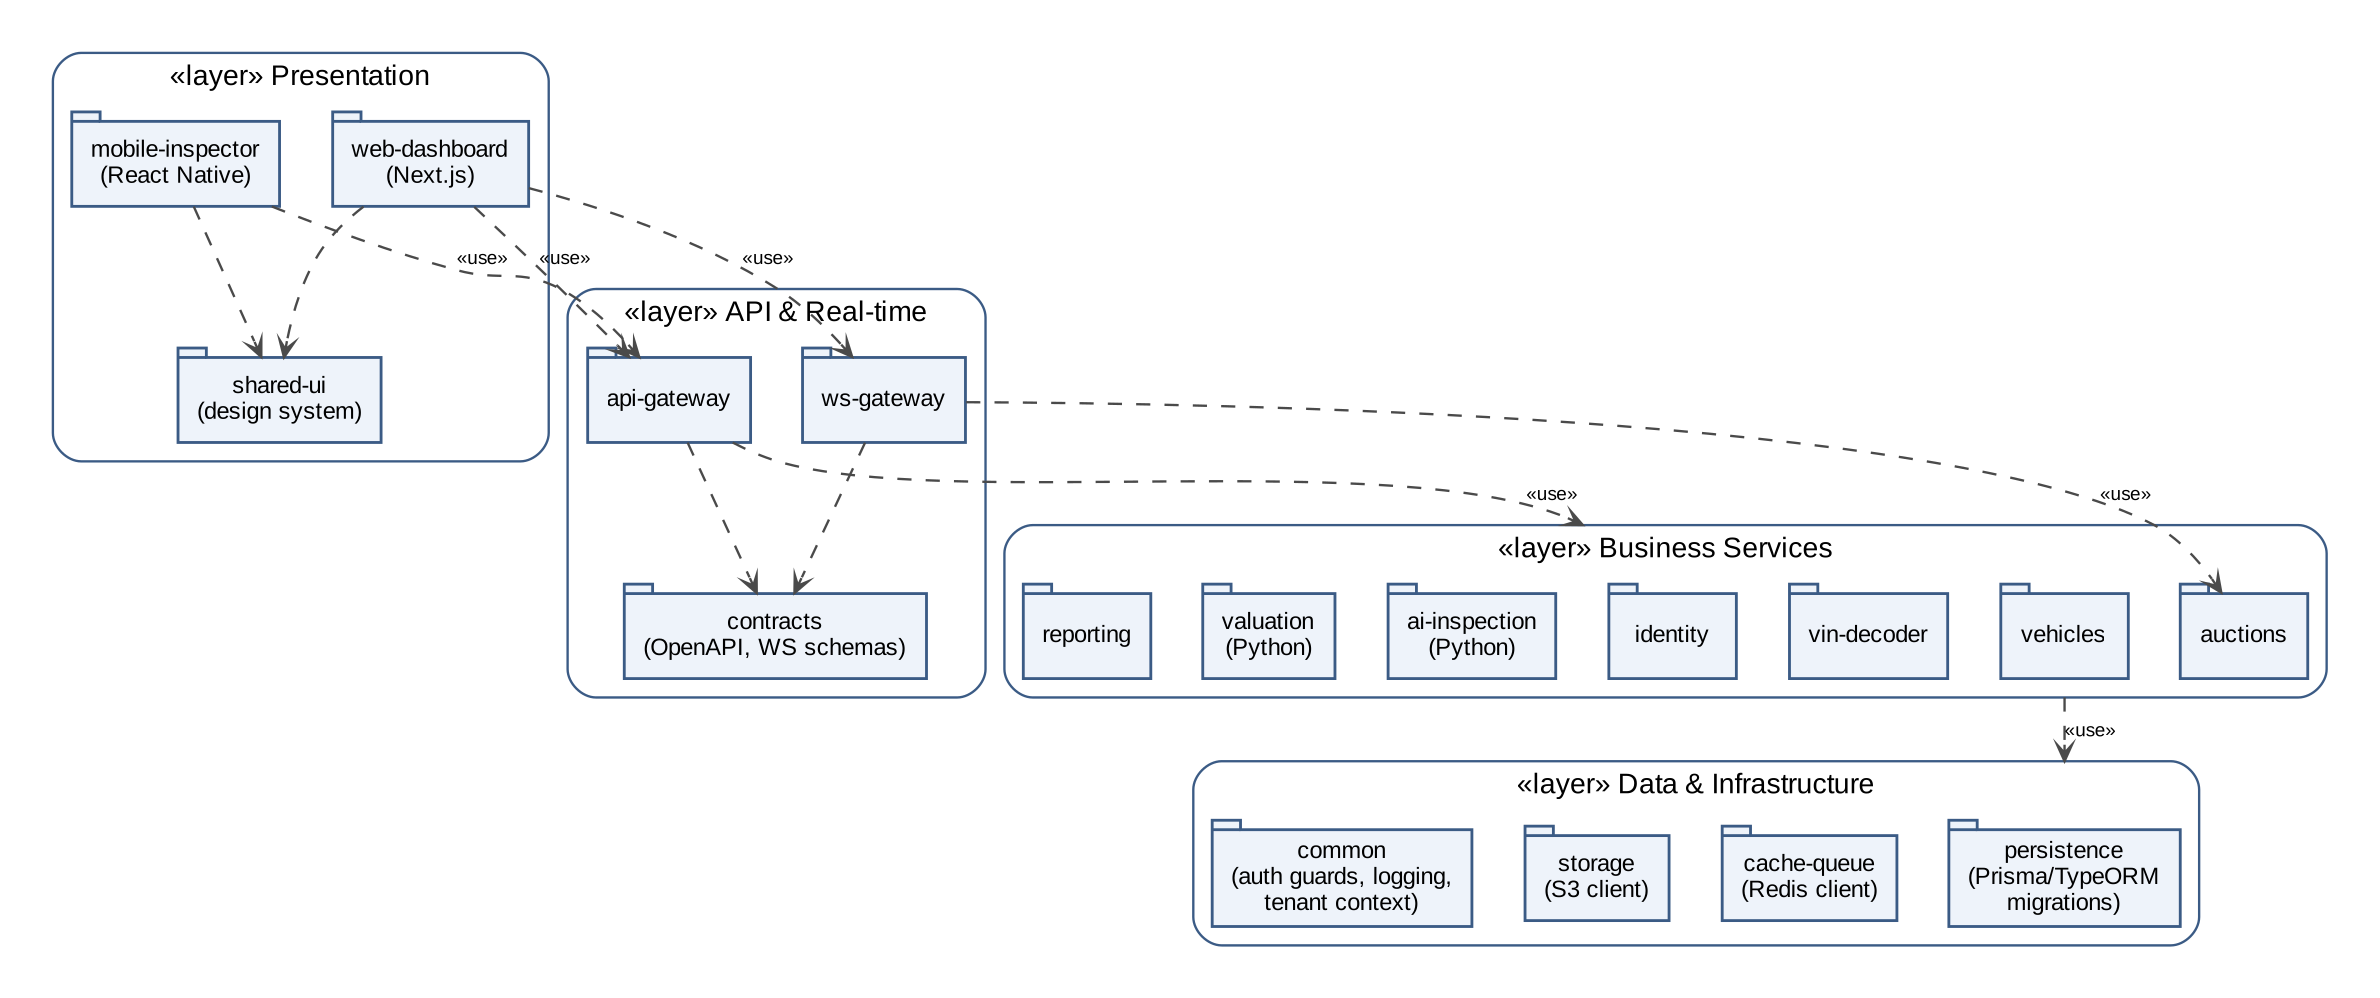 «layer» Presentation
mobile-inspector
(React Native)
web-dashboard
(Next.js)
«use»
«use»
«use»
shared-ui
(design system)
«layer» API & Real-time
api-gateway
ws-gateway
contracts
(OpenAPI, WS schemas)
«use»
«use»
«layer» Business Services
reporting
valuation
(Python)
ai-inspection
(Python)
identity
vin-decoder
vehicles
auctions
«use»
«layer» Data & Infrastructure
common
(auth guards, logging,
tenant context)
storage
(S3 client)
cache-queue
(Redis client)
persistence
(Prisma/TypeORM
migrations)